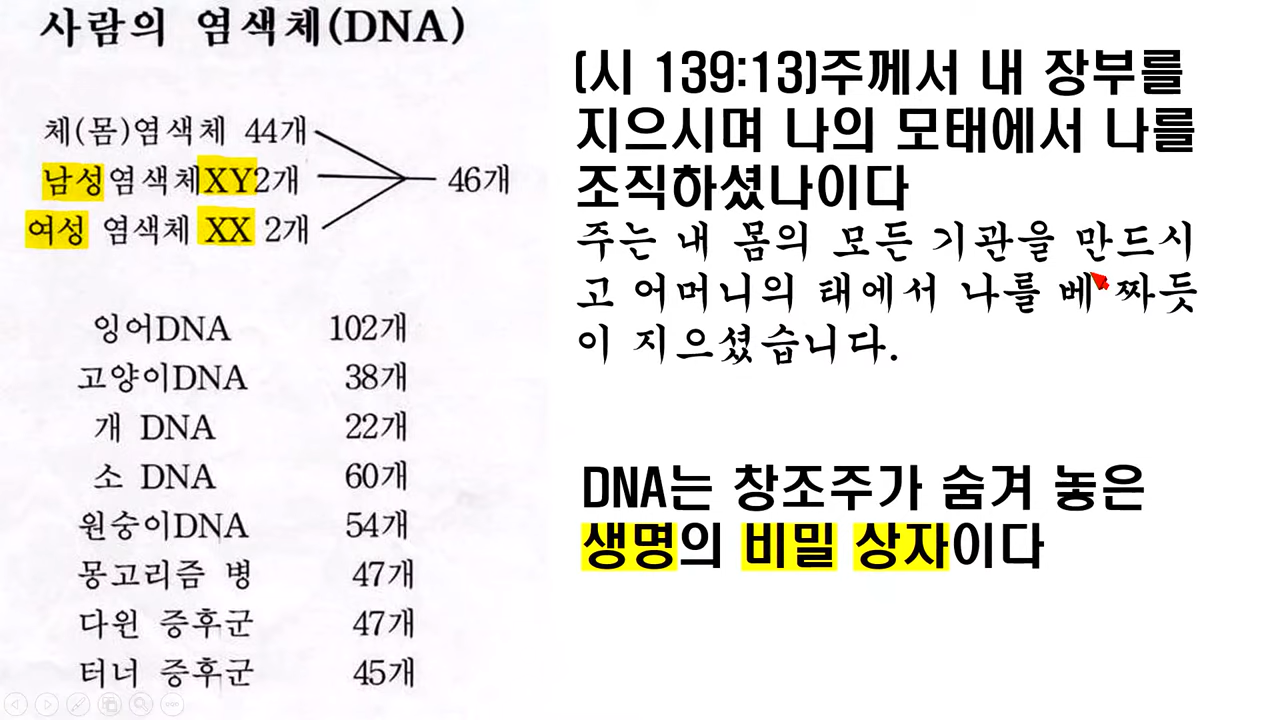 사람의 염색체(DNA)
체(몸)염색체 44개
남성염색체XY2개
46개
여성 염색체 XX 2개
잉어DNA 102개
고양이DNA 38개
개 DNA 22개
소 DNA 60개
원숭이DNA 54개
몽고리즘 병 47개
다윈 증후군 47개
터너 증후군 45개
(시 139:13)주께서 내 장부를
지으시며 나의 모태에서 나를
조직하셨나이다
주는 내 몸의 모든 기관을 만드시
고 어머니의 태에서 나를 베 짜듯
이 지으셨습니다.
DNA는 창조주가 숨겨 놓은
생명의 비밀 상자이다